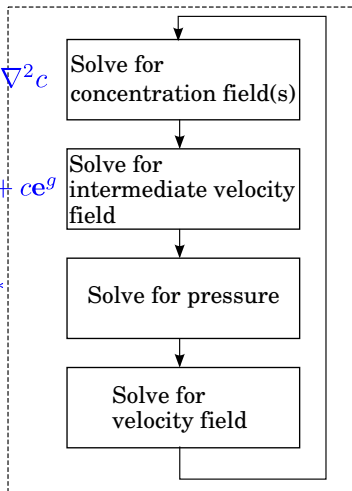 Solve for
∇²c
concentration field(s)
Solve for
+ ce^g
intermediate velocity
field
Solve for pressure
Solve for
velocity field